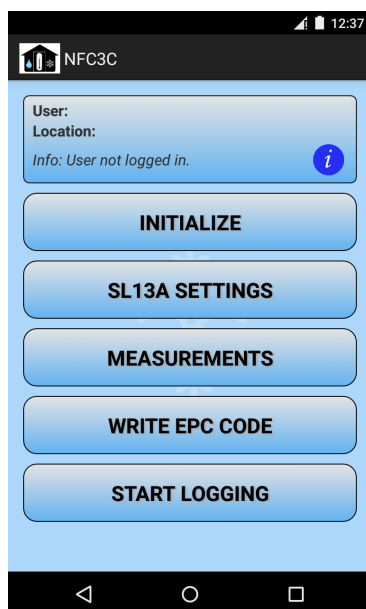 12:37
NFC3C
User:
Location:
Info: User not logged in.
i
INITIALIZE
SL13A SETTINGS
MEASUREMENTS
WRITE EPC CODE
START LOGGING